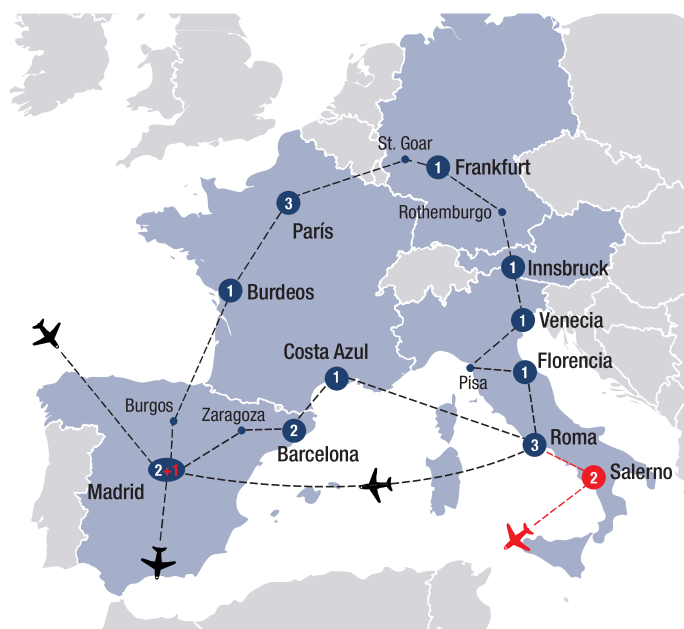 St. Goar
1
Frankfurt
3
París
Rothemburgo
1
Innsbruck
1
Burdeos
1
Venecia
Costa Azul
1
Pisa
1
Florencia
Burgos
Zaragoza
2
Barcelona
3
Roma
2+1
Madrid
2
Salerno